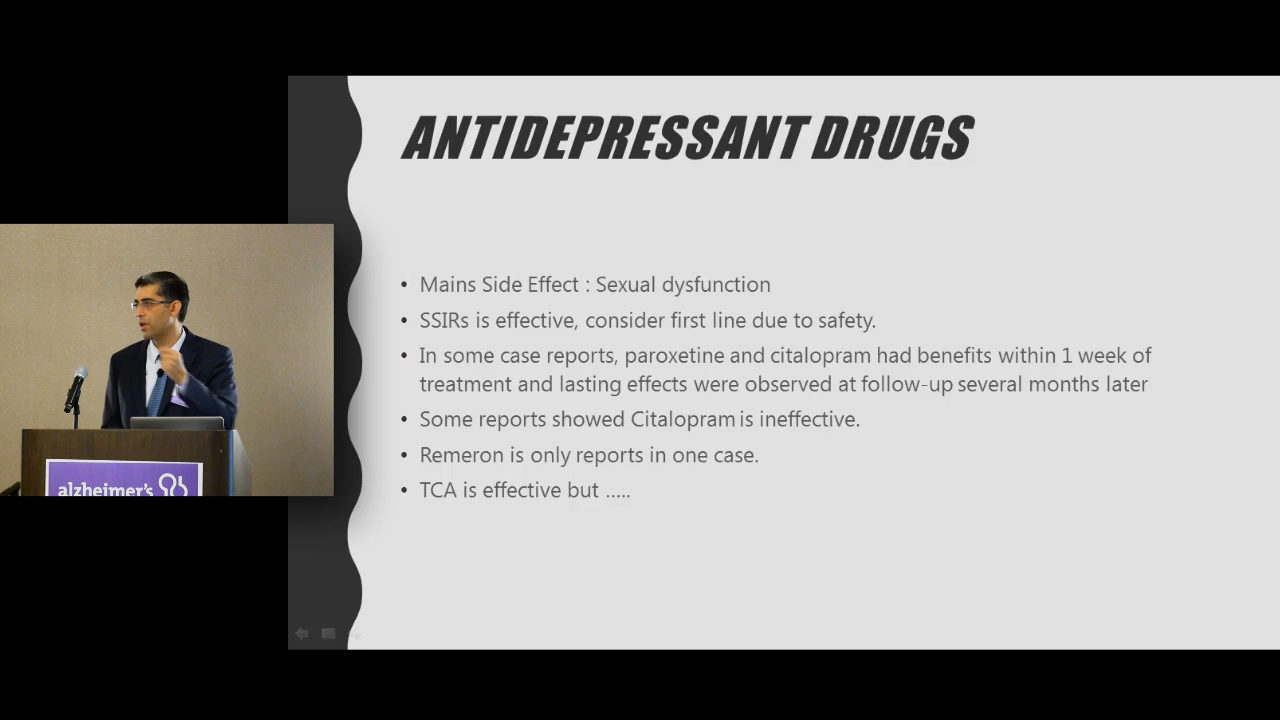 ANTIDEPRESSANT DRUGS
• Mains Side Effect : Sexual dysfunction
• SSIRs is effective, consider first line due to safety.
• In some case reports, paroxetine and citalopram had benefits within 1 week of
treatment and lasting effects were observed at follow-up several months later
• Some reports showed Citalopram is ineffective.
• Remeron is only reports in one case.
• TCA is effective but .....
alzheimer's